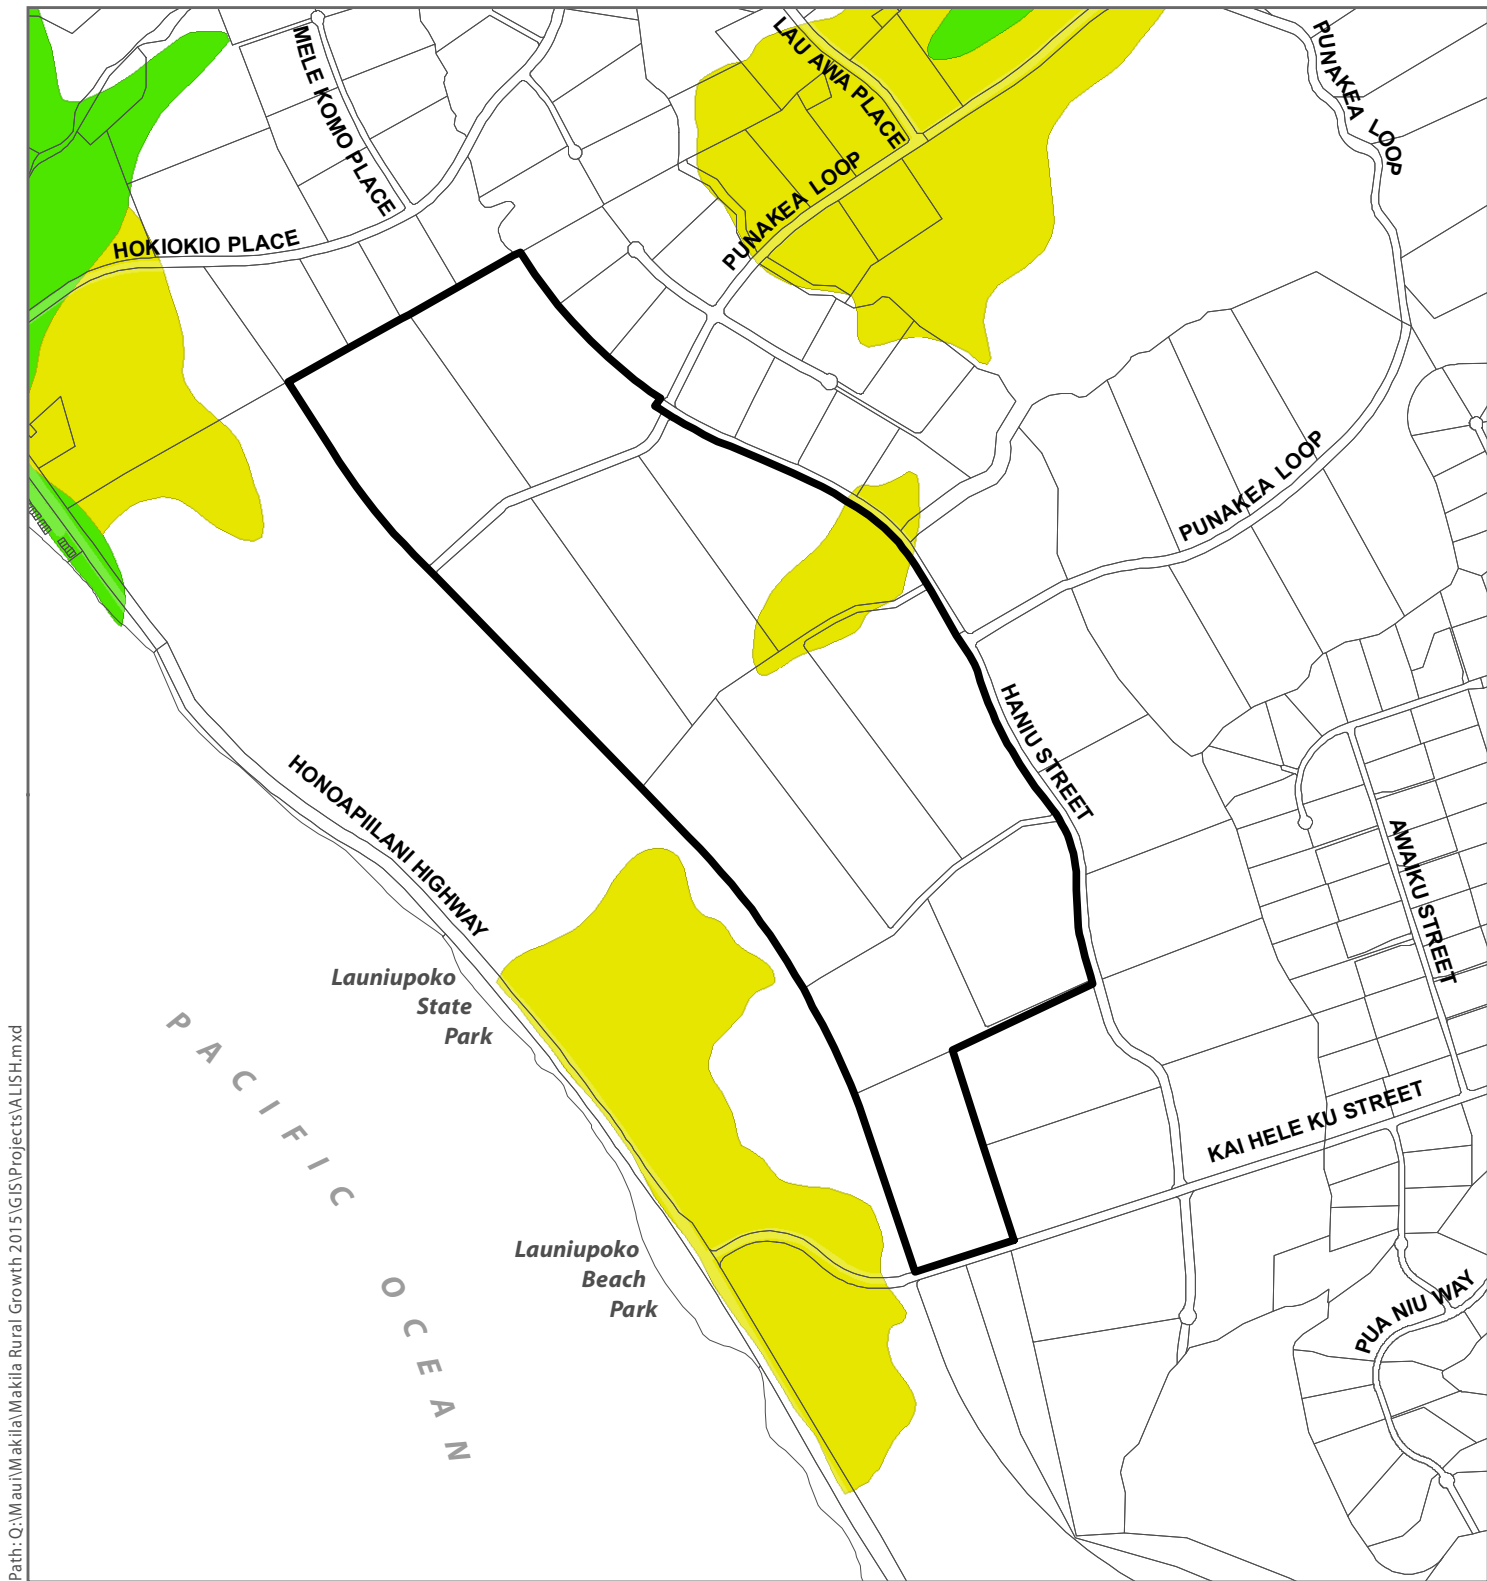 MELE KOMO PLACE
LAU AWA PLACE
PUNAKEA LOOP
PUNAKEA LOOP
HOKIOKIO PLACE
PUNAKEA LOOP
HANIU STREET
HONOAPIILANI HIGHWAY
AWAIKU STREET
Launiupoko
State
Park
PACIFIC OCEAN
KAI HELE KU STREET
Launiupoko
Beach
Park
PUA NIU WAY
Path: Q:\Maui\Makila\Makila Rural Growth 2015\GIS\Projects\ALISH.mxd